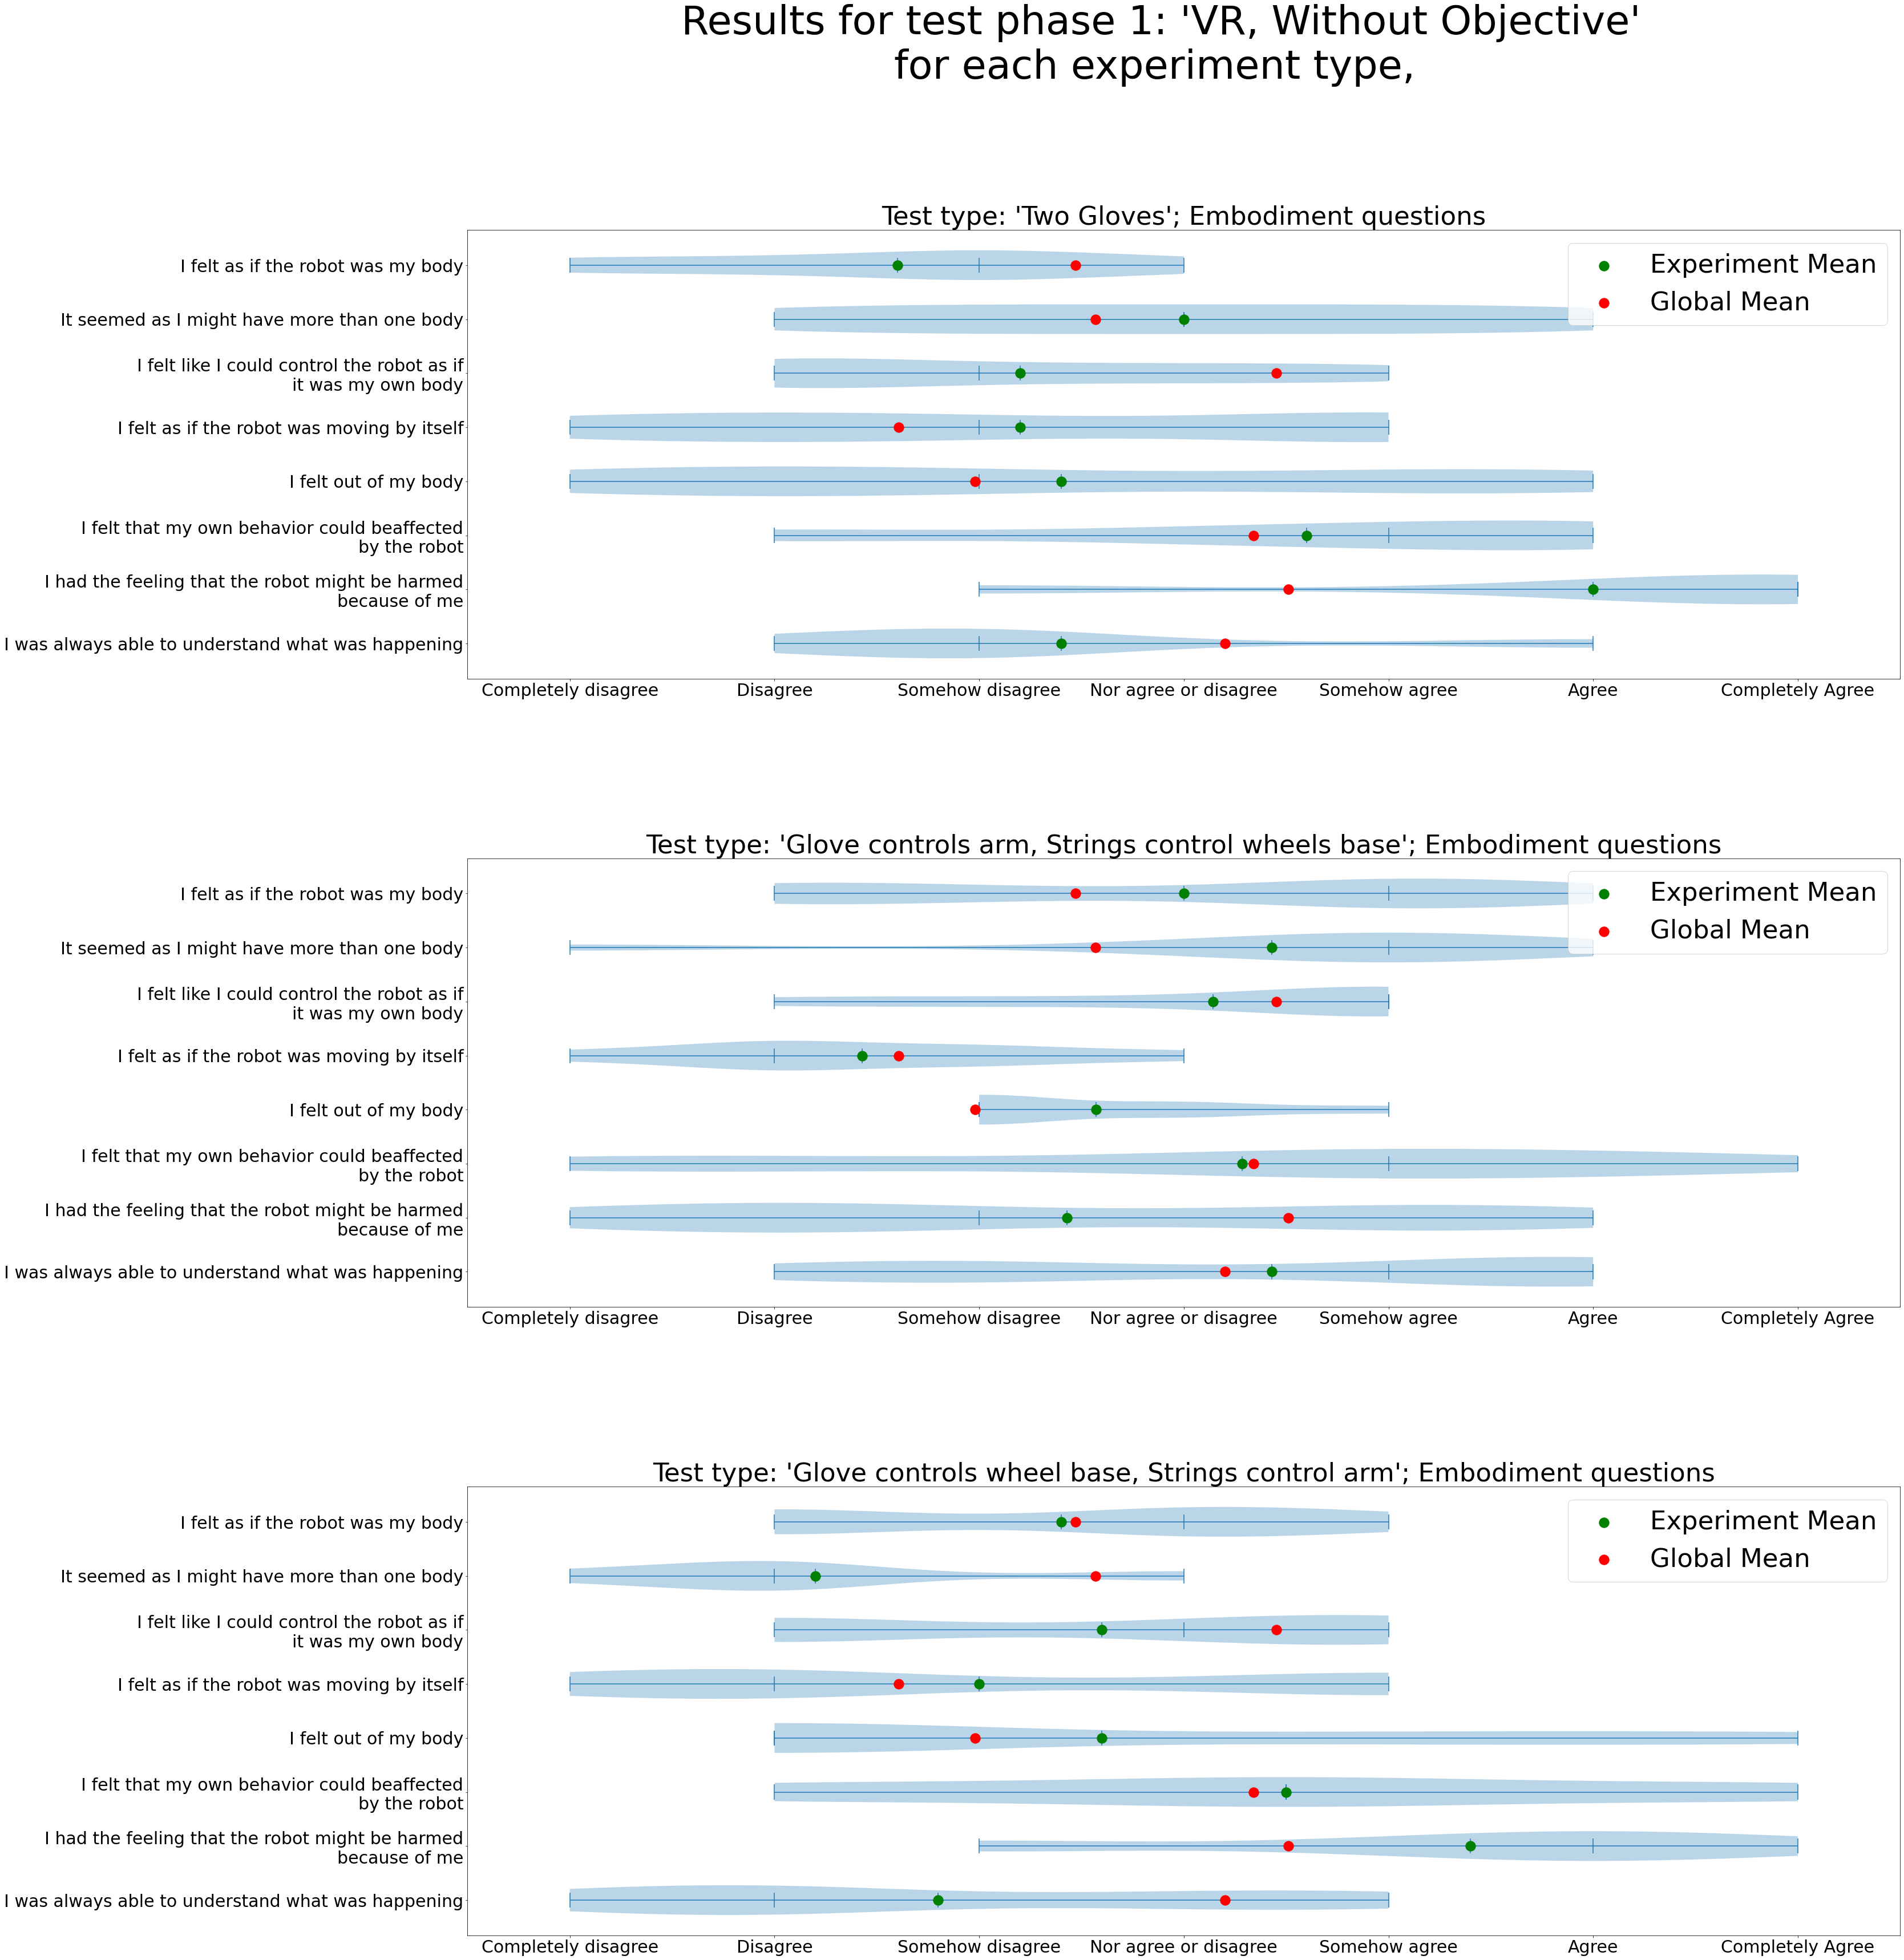 Results for test phase 1: 'VR, Without Objective'
for each experiment type,
Test type: 'Two Gloves'; Embodiment questions
Experiment Mean
Global Mean
I felt as if the robot was my body
It seemed as I might have more than one body
I felt like I could control the robot as if
it was my own body
I felt as if the robot was moving by itself
I felt out of my body
I felt that my own behavior could beaffected
by the robot
I had the feeling that the robot might be harmed
because of me
I was always able to understand what was happening
Completely disagree
Disagree
Somehow disagree
Nor agree or disagree
Somehow agree
Agree
Completely Agree
Test type: 'Glove controls arm, Strings control wheels base'; Embodiment questions
Experiment Mean
Global Mean
I felt as if the robot was my body
It seemed as I might have more than one body
I felt like I could control the robot as if
it was my own body
I felt as if the robot was moving by itself
I felt out of my body
I felt that my own behavior could beaffected
by the robot
I had the feeling that the robot might be harmed
because of me
I was always able to understand what was happening
Completely disagree
Disagree
Somehow disagree
Nor agree or disagree
Somehow agree
Agree
Completely Agree
Test type: 'Glove controls wheel base, Strings control arm'; Embodiment questions
Experiment Mean
Global Mean
I felt as if the robot was my body
It seemed as I might have more than one body
I felt like I could control the robot as if
it was my own body
I felt as if the robot was moving by itself
I felt out of my body
I felt that my own behavior could beaffected
by the robot
I had the feeling that the robot might be harmed
because of me
I was always able to understand what was happening
Completely disagree
Disagree
Somehow disagree
Nor agree or disagree
Somehow agree
Agree
Completely Agree